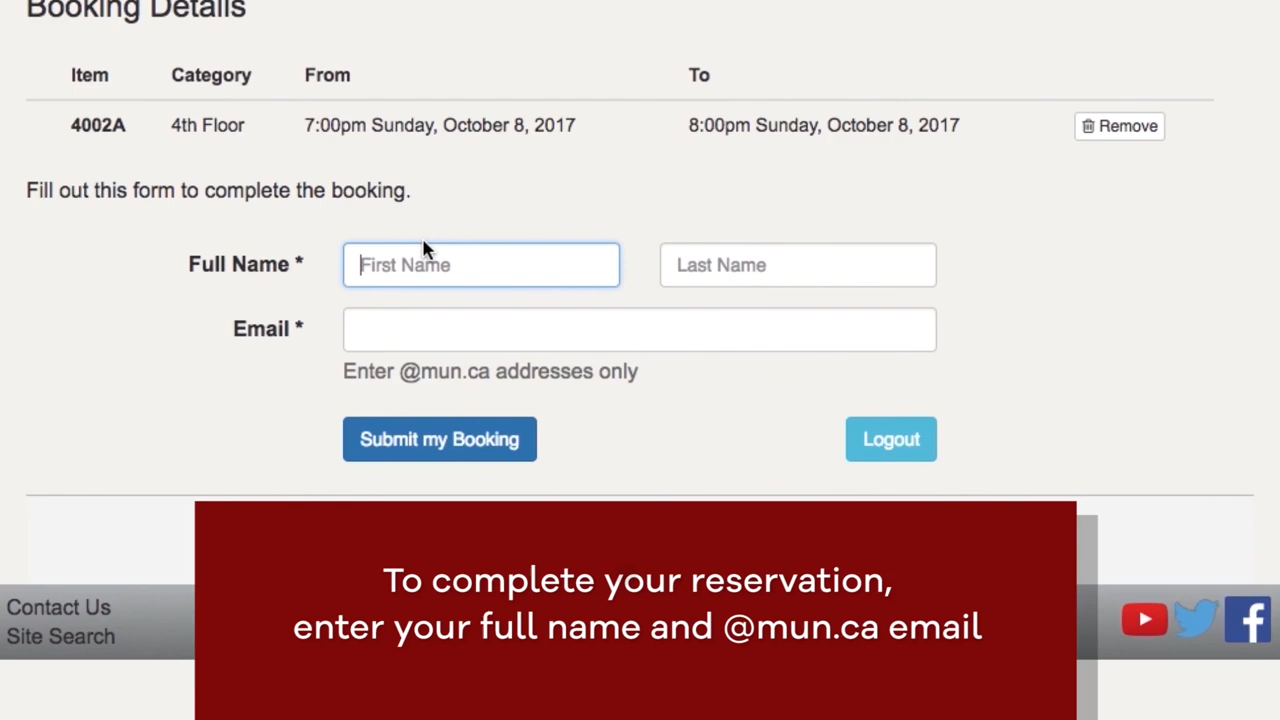 Booking Details
Item Category From To
4002A 4th Floor 7:00pm Sunday, October 8, 2017 8:00pm Sunday, October 8, 2017 Remove
Fill out this form to complete the booking.
Full Name * First Name Last Name
Email *
Enter @mun.ca addresses only
Submit my Booking Logout
To complete your reservation,
enter your full name and @mun.ca email
Contact Us
Site Search